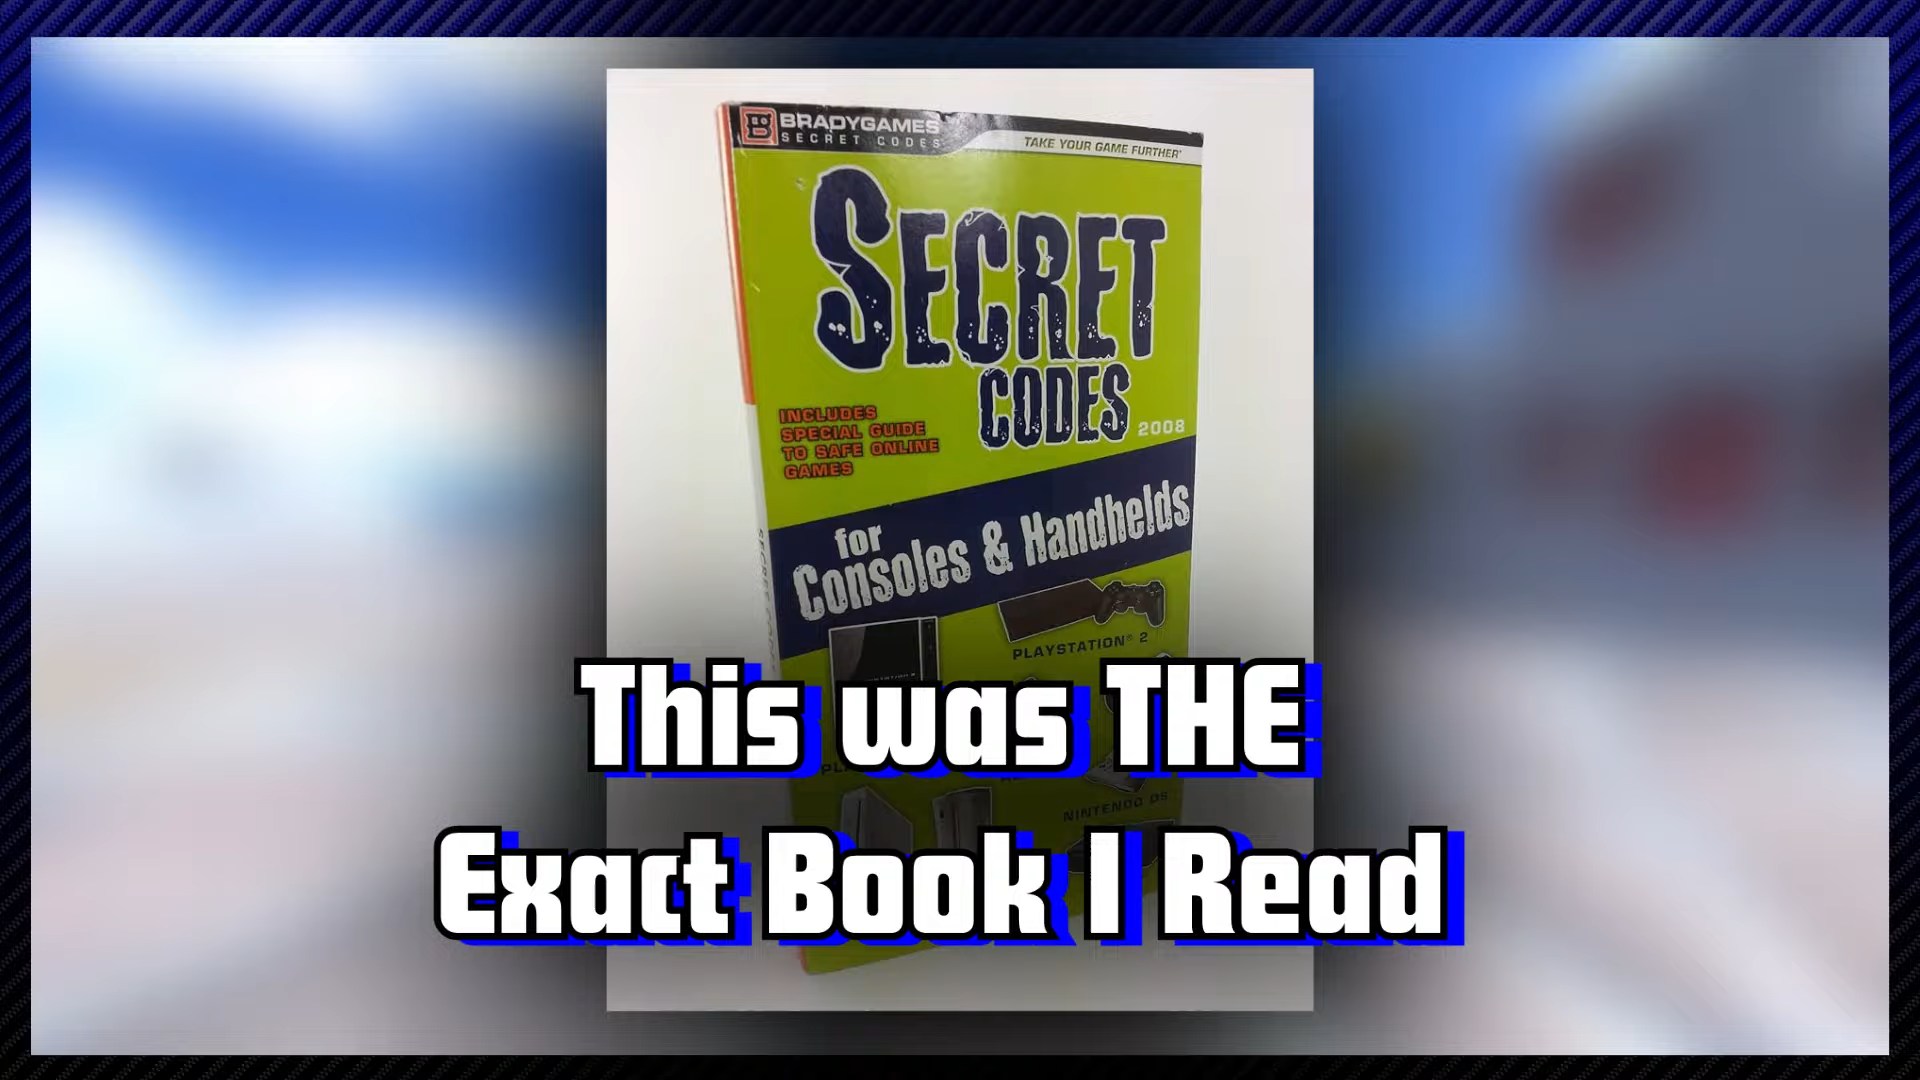 BRADYGAMES
SECRET CODES
TAKE YOUR GAME FURTHER
SECRET
CODES
2008
INCLUDES
SPECIAL GUIDE
TO SAFE ONLINE
GAMES
for
Consoles & Handhelds
PLAYSTATION® 2
NINTENDO DS
This was THE
Exact Book I Read